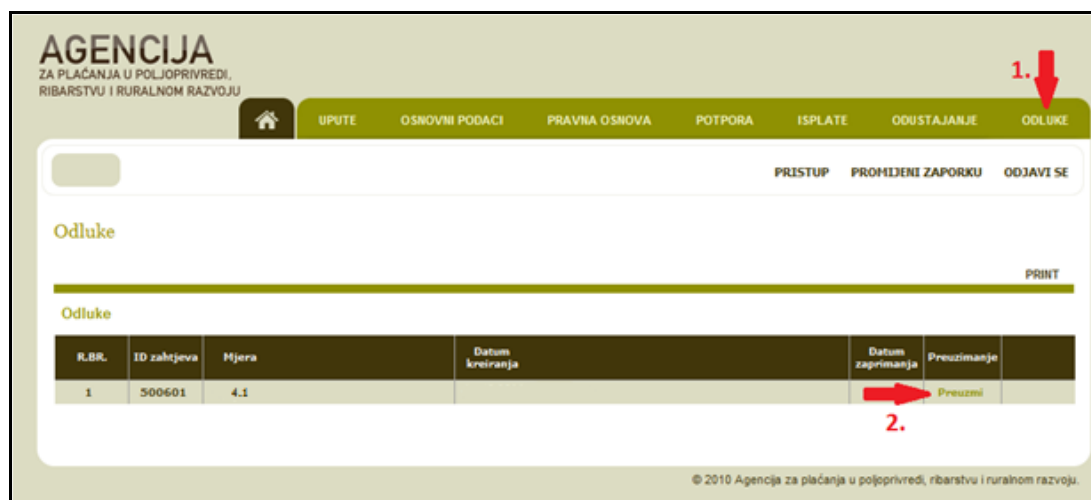 AGENCIJA
ZA PLAĆANJA U POLJOPRIVREDI,
RIBARSTVU I RURALNOM RAZVOJU
1.
UPUTE OSNOVNI PODACI PRAVNA OSNOVA POTPORA ISPLATE ODUSTAJANJE ODLUKE
PRISTUP PROMIJENI ZAPORKU ODJAVI SE
Odluke
PRINT
Odluke
R.BR. ID zahtjeva Mjera Datum kreiranja Datum zaprimanja Preuzimanje
1 500601 4.1 Preuzmi
2.
© 2010 Agencija za plaćanja u poljoprivredi, ribarstvu i ruralnom razvoju.